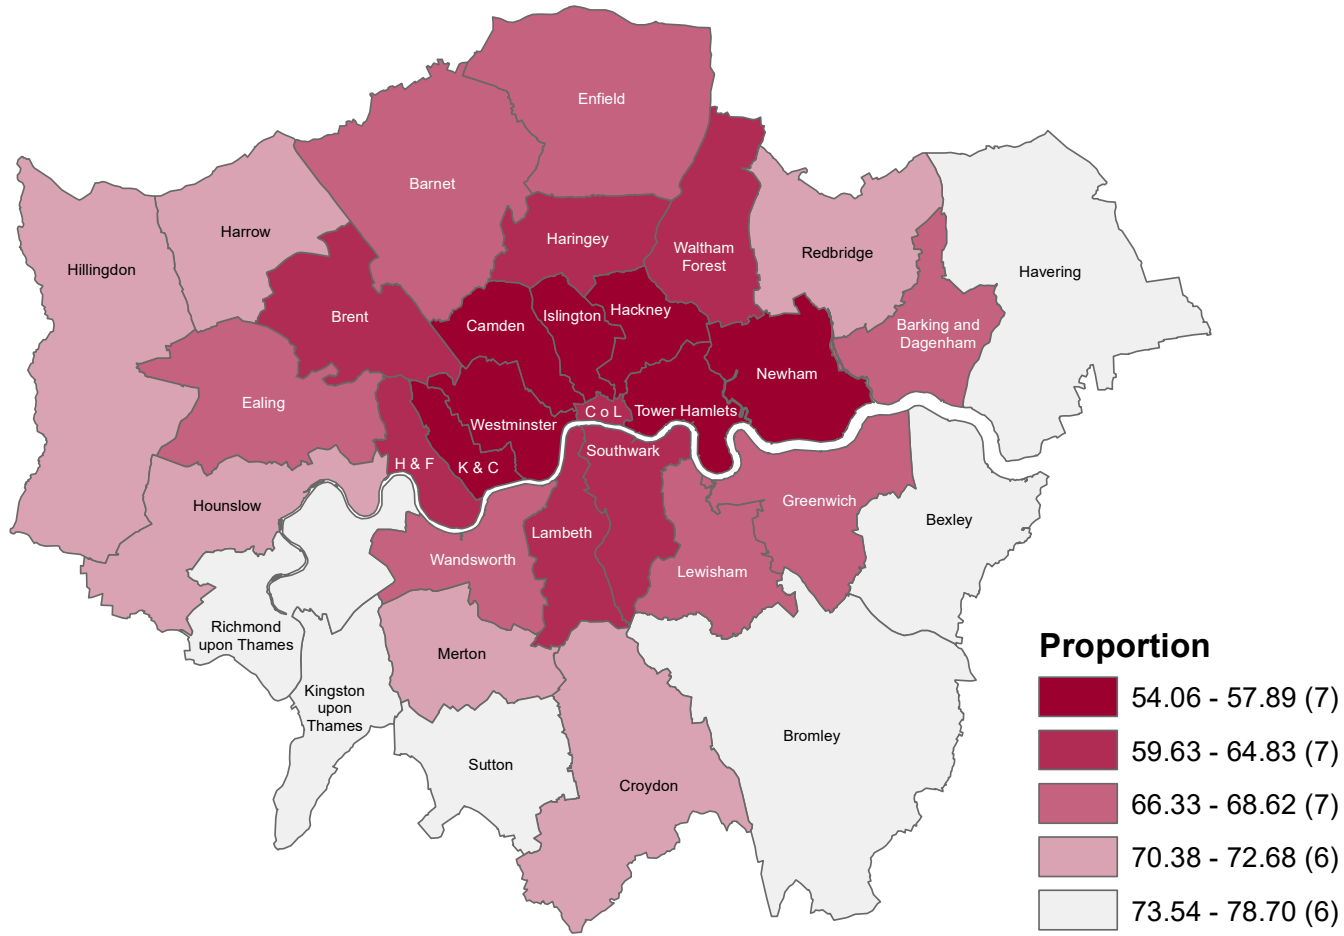 Enfield
Barnet
Harrow
Haringey
Waltham
Forest
Redbridge
Hillingdon
Havering
Brent
Camden
Islington
Hackney
Barking and
Dagenham
Newham
Ealing
Westminster
C o L
Tower Hamlets
H & F
K & C
Southwark
Hounslow
Greenwich
Bexley
Wandsworth
Lambeth
Lewisham
Richmond
upon Thames
Merton
Kingston
upon
Thames
Sutton
Croydon
Bromley
Proportion
54.06 - 57.89 (7)
59.63 - 64.83 (7)
66.33 - 68.62 (7)
70.38 - 72.68 (6)
73.54 - 78.70 (6)